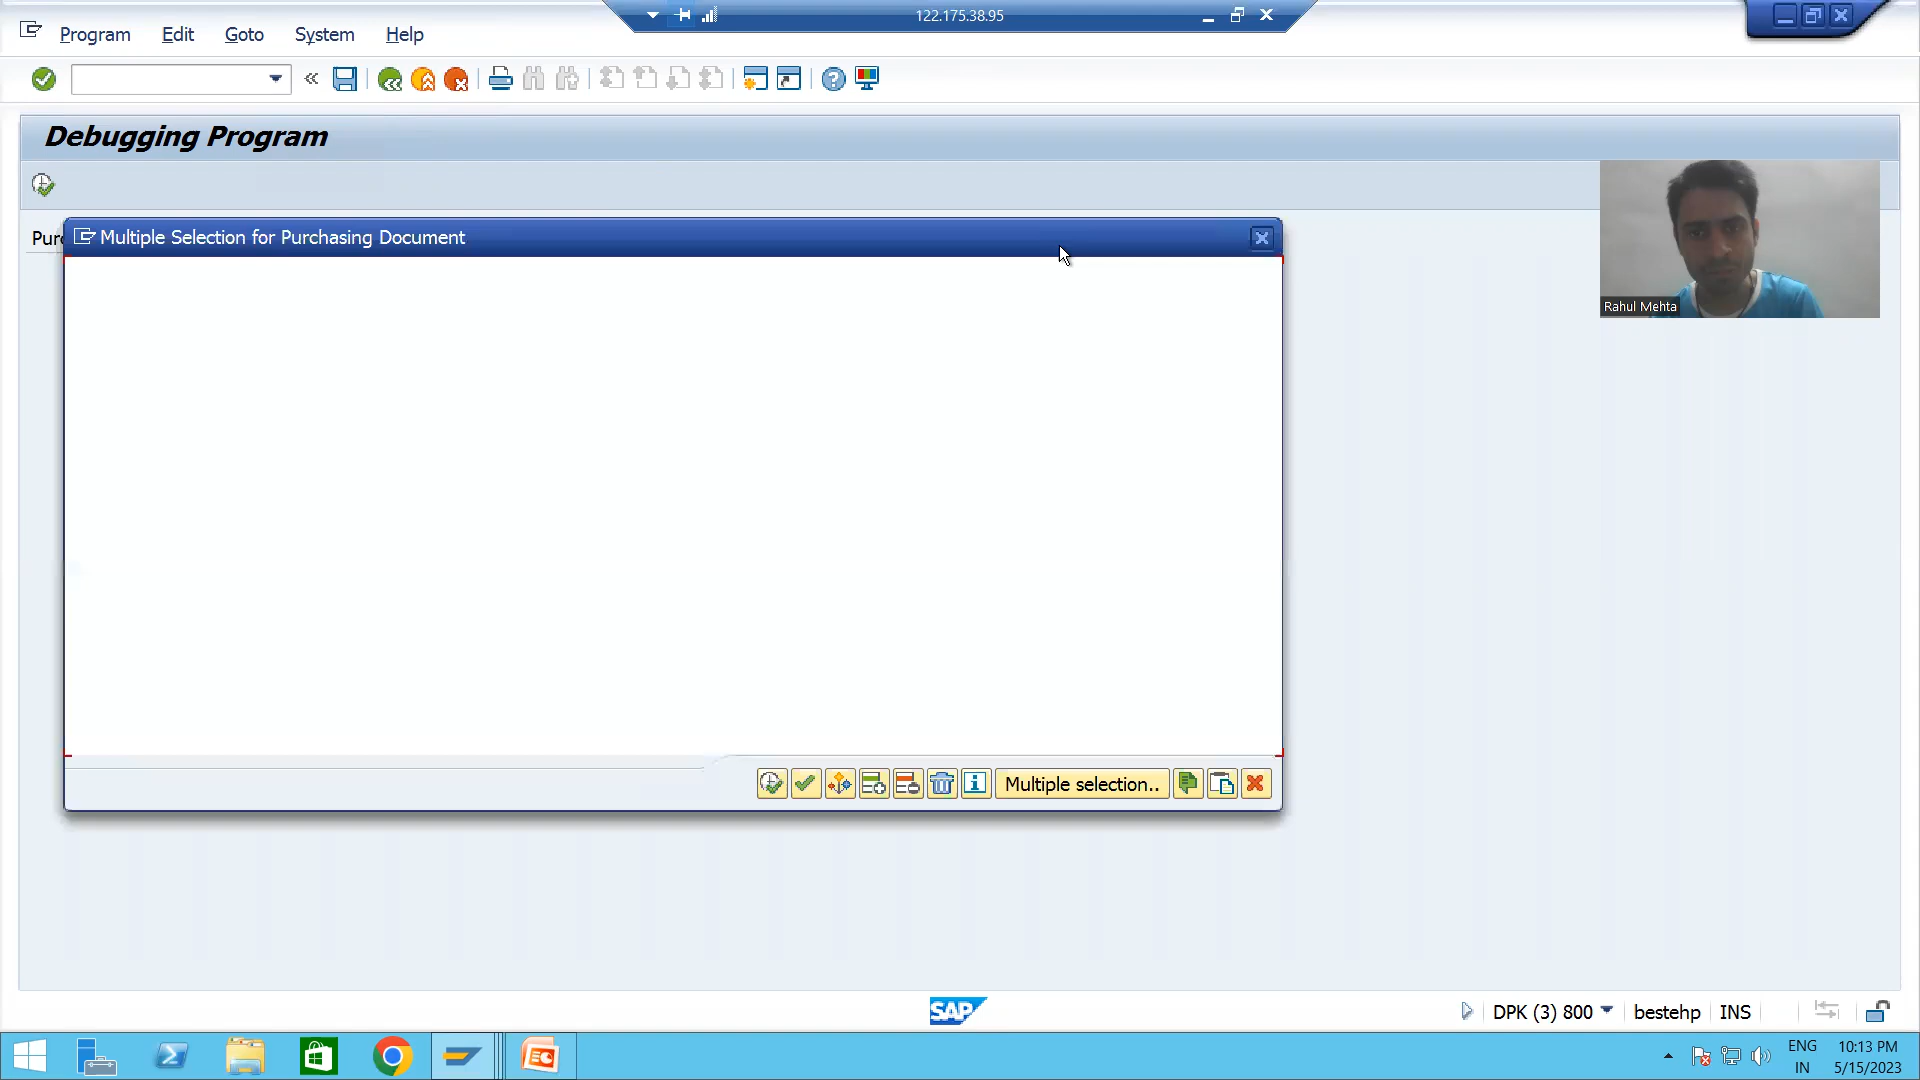 122.175.38.95
Program Edit Goto System Help
Debugging Program
Purc
Multiple Selection for Purchasing Document
Rahul Mehta
Multiple selection..
SAP
DPK (3) 800 bestehp INS
ENG 10:13 PM
IN 5/15/2023